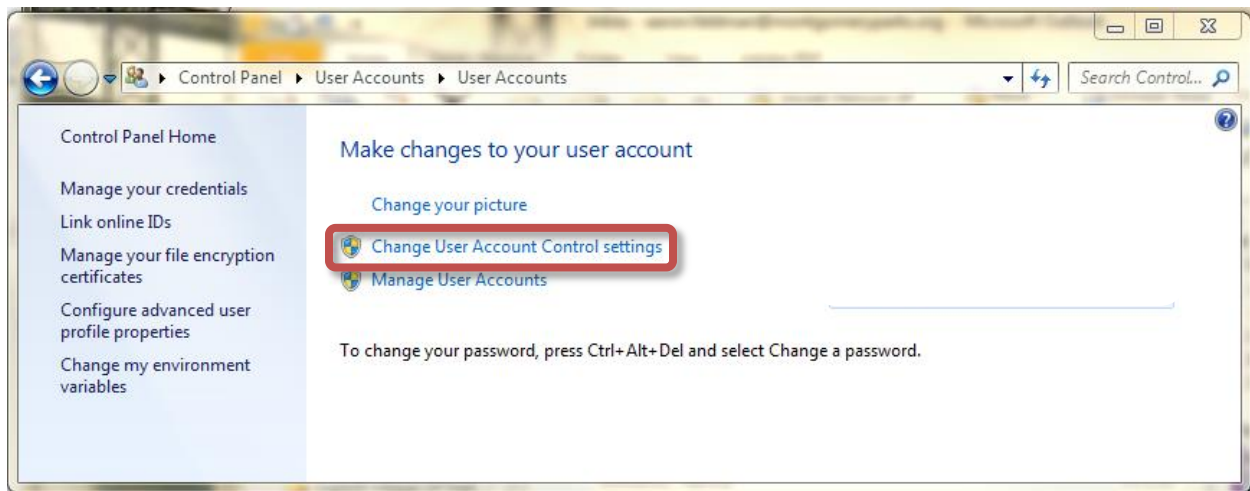 Control Panel ▸ User Accounts ▸ User Accounts
Search Control...
Control Panel Home
Manage your credentials
Link online IDs
Manage your file encryption
certificates
Configure advanced user
profile properties
Change my environment
variables
Make changes to your user account
Change your picture
Change User Account Control settings
Manage User Accounts
To change your password, press Ctrl+Alt+Del and select Change a password.